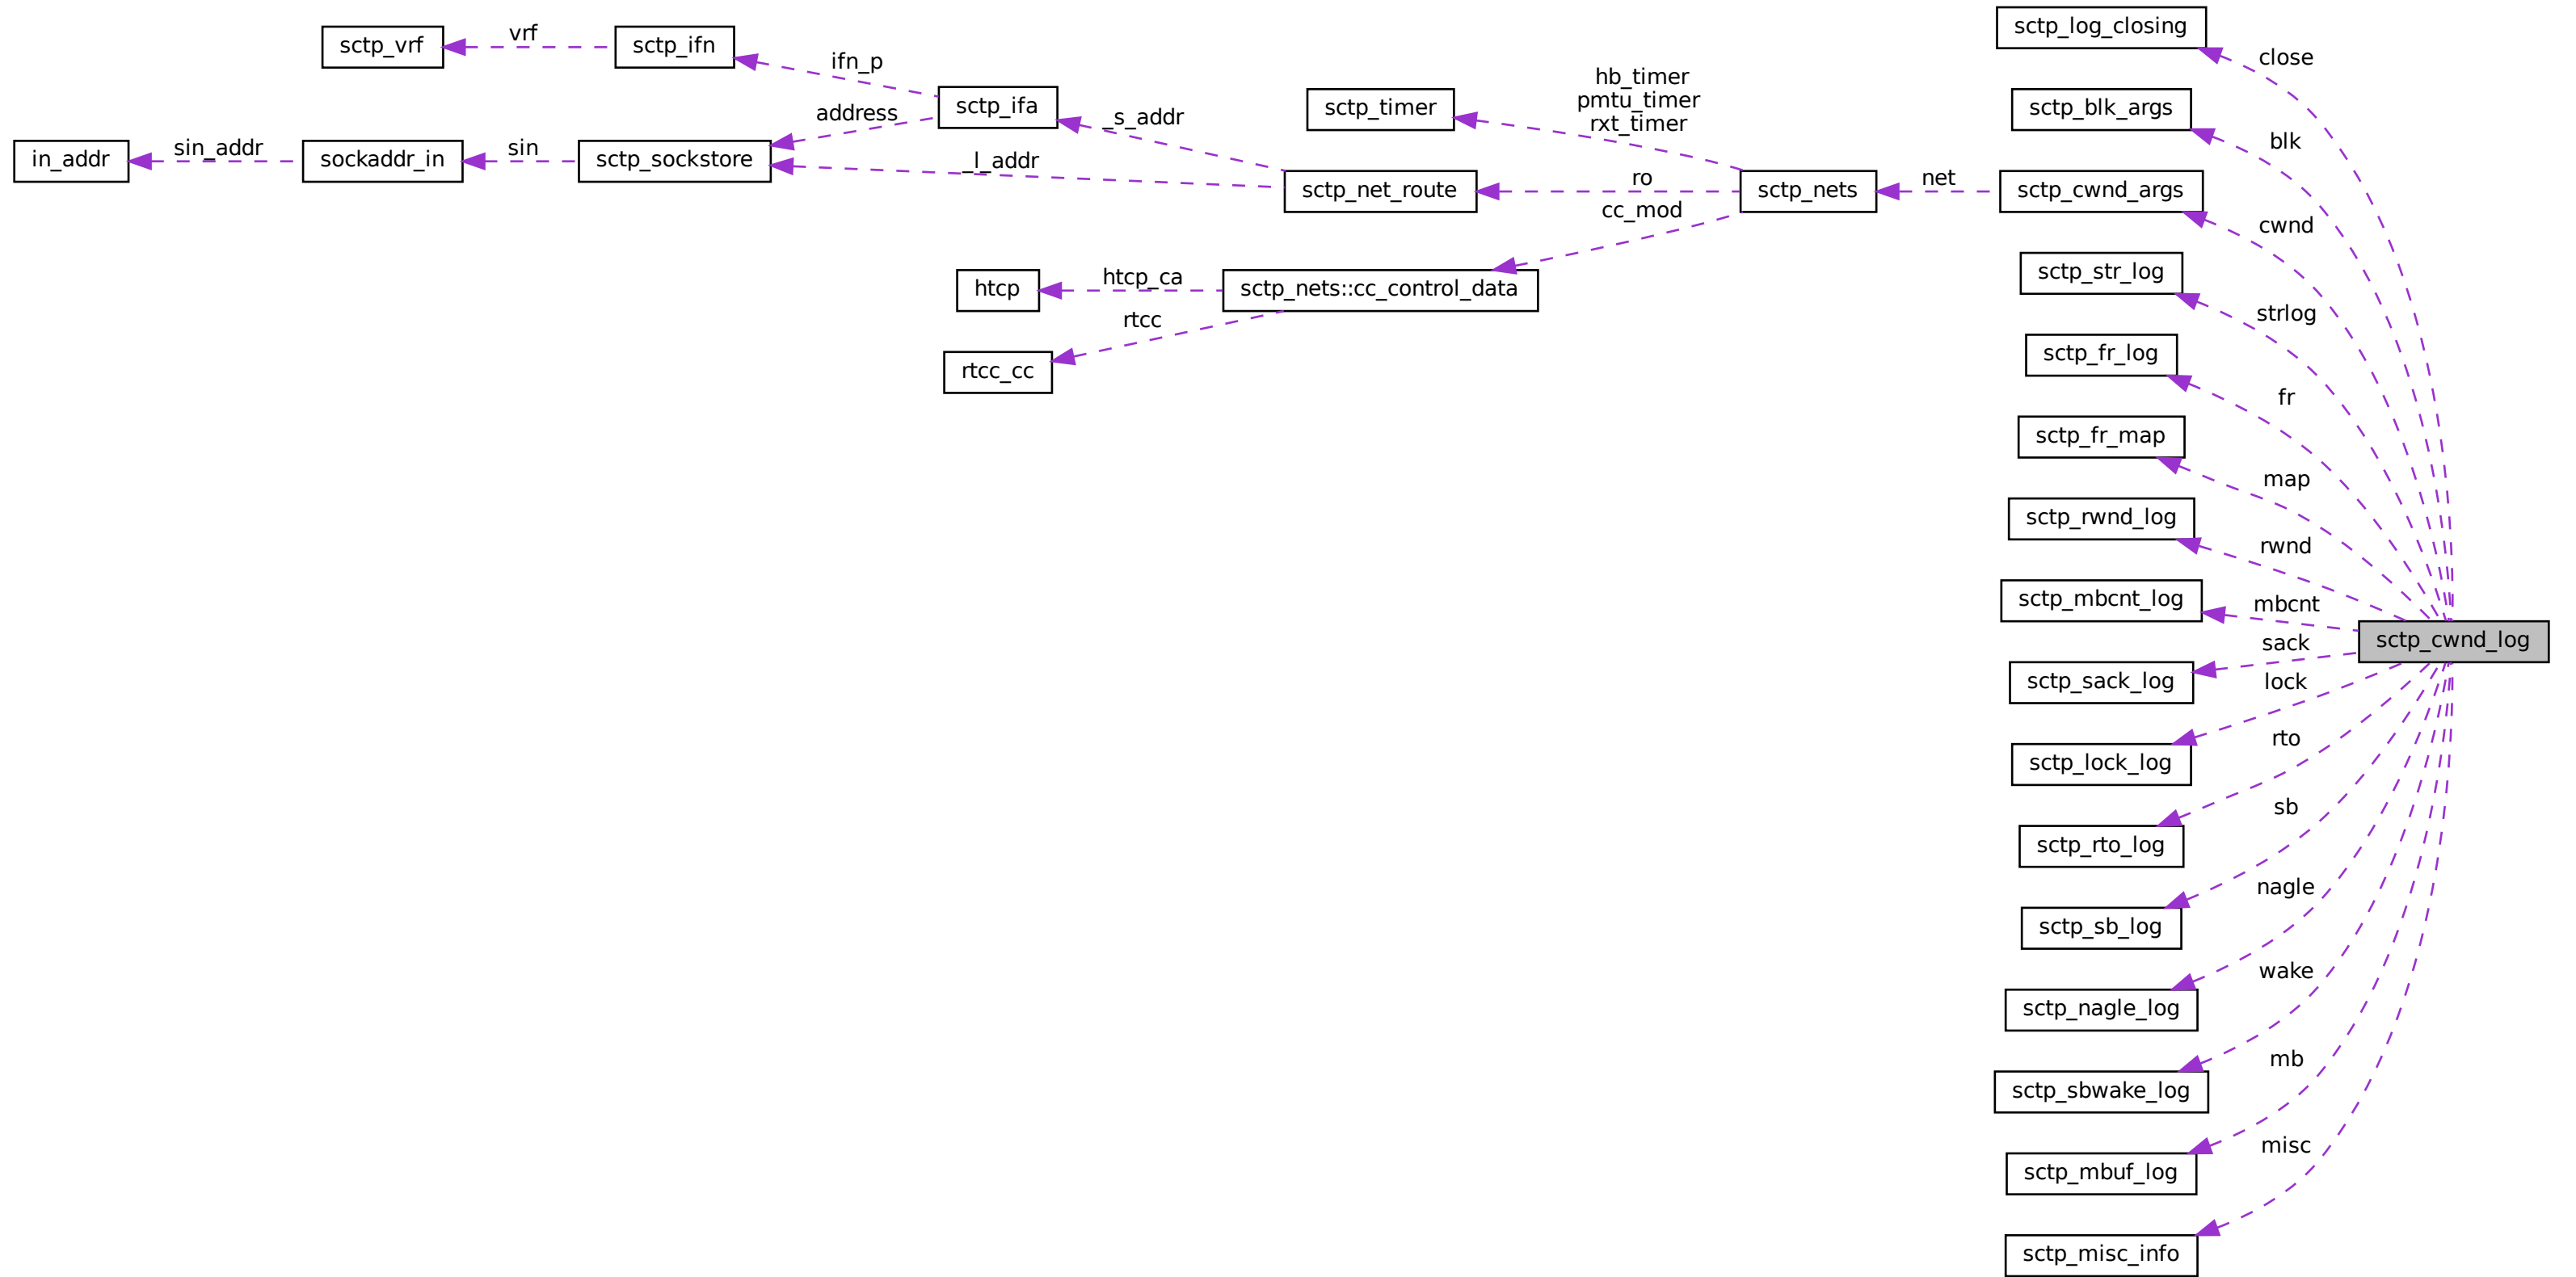 sctp_vrf
vrf
sctp_ifn
ifn_p
in_addr
sin_addr
sockaddr_in
sin
sctp_sockstore
address
sctp_ifa
_s_addr
_l_addr
sctp_timer
hb_timer
pmtu_timer
rxt_timer
sctp_net_route
ro
sctp_nets
cc_mod
net
htcp
htcp_ca
sctp_nets::cc_control_data
rtcc
rtcc_cc
sctp_log_closing
close
sctp_blk_args
blk
sctp_cwnd_args
cwnd
sctp_str_log
strlog
sctp_fr_log
fr
sctp_fr_map
map
sctp_rwnd_log
rwnd
sctp_mbcnt_log
mbcnt
sctp_cwnd_log
sctp_sack_log
sack
sctp_lock_log
lock
sctp_rto_log
rto
sctp_sb_log
sb
sctp_nagle_log
nagle
sctp_sbwake_log
wake
sctp_mbuf_log
mb
sctp_misc_info
misc